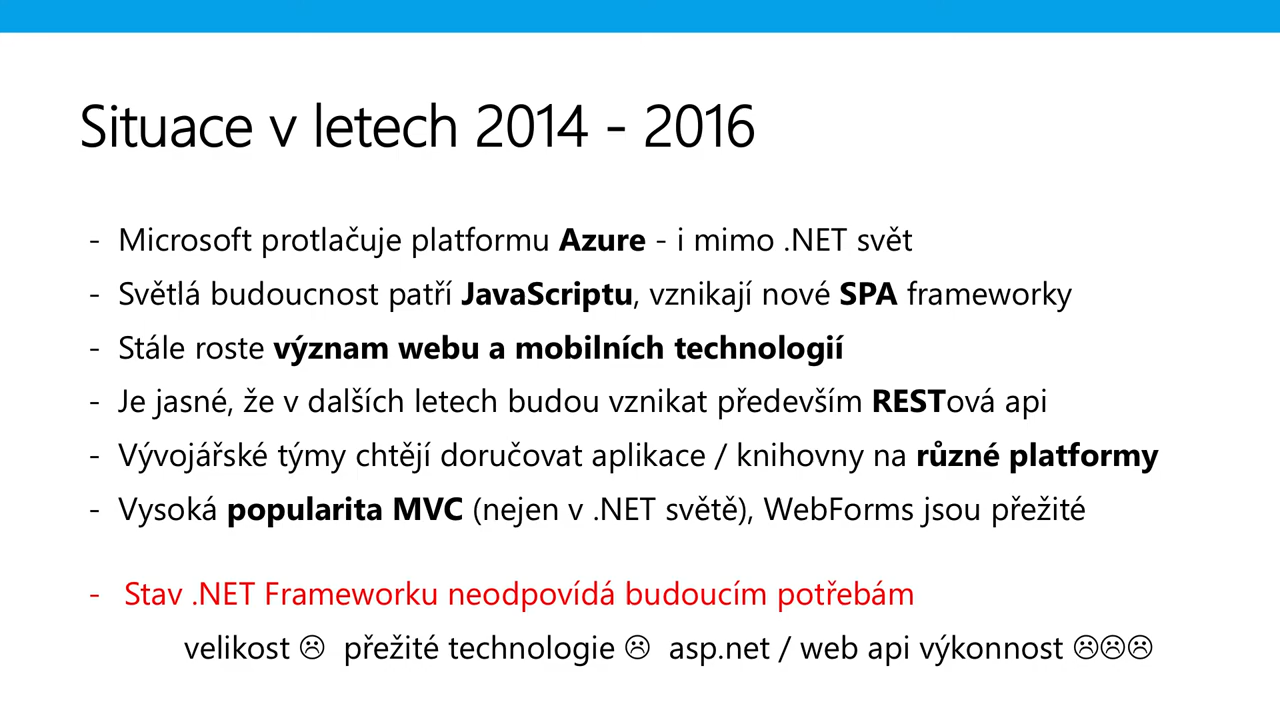 Situace v letech 2014 - 2016
- Microsoft protlačuje platformu Azure - i mimo .NET svět
- Světlá budoucnost patří JavaScriptu, vznikají nové SPA frameworky
- Stále roste význam webu a mobilních technologií
- Je jasné, že v dalších letech budou vznikat především RESTová api
- Vývojářské týmy chtějí doručovat aplikace / knihovny na různé platformy
- Vysoká popularita MVC (nejen v .NET světě), WebForms jsou přežité
- Stav .NET Frameworku neodpovídá budoucím potřebám
velikost ☹ přežité technologie ☹ asp.net / web api výkonnost ☹☹☹